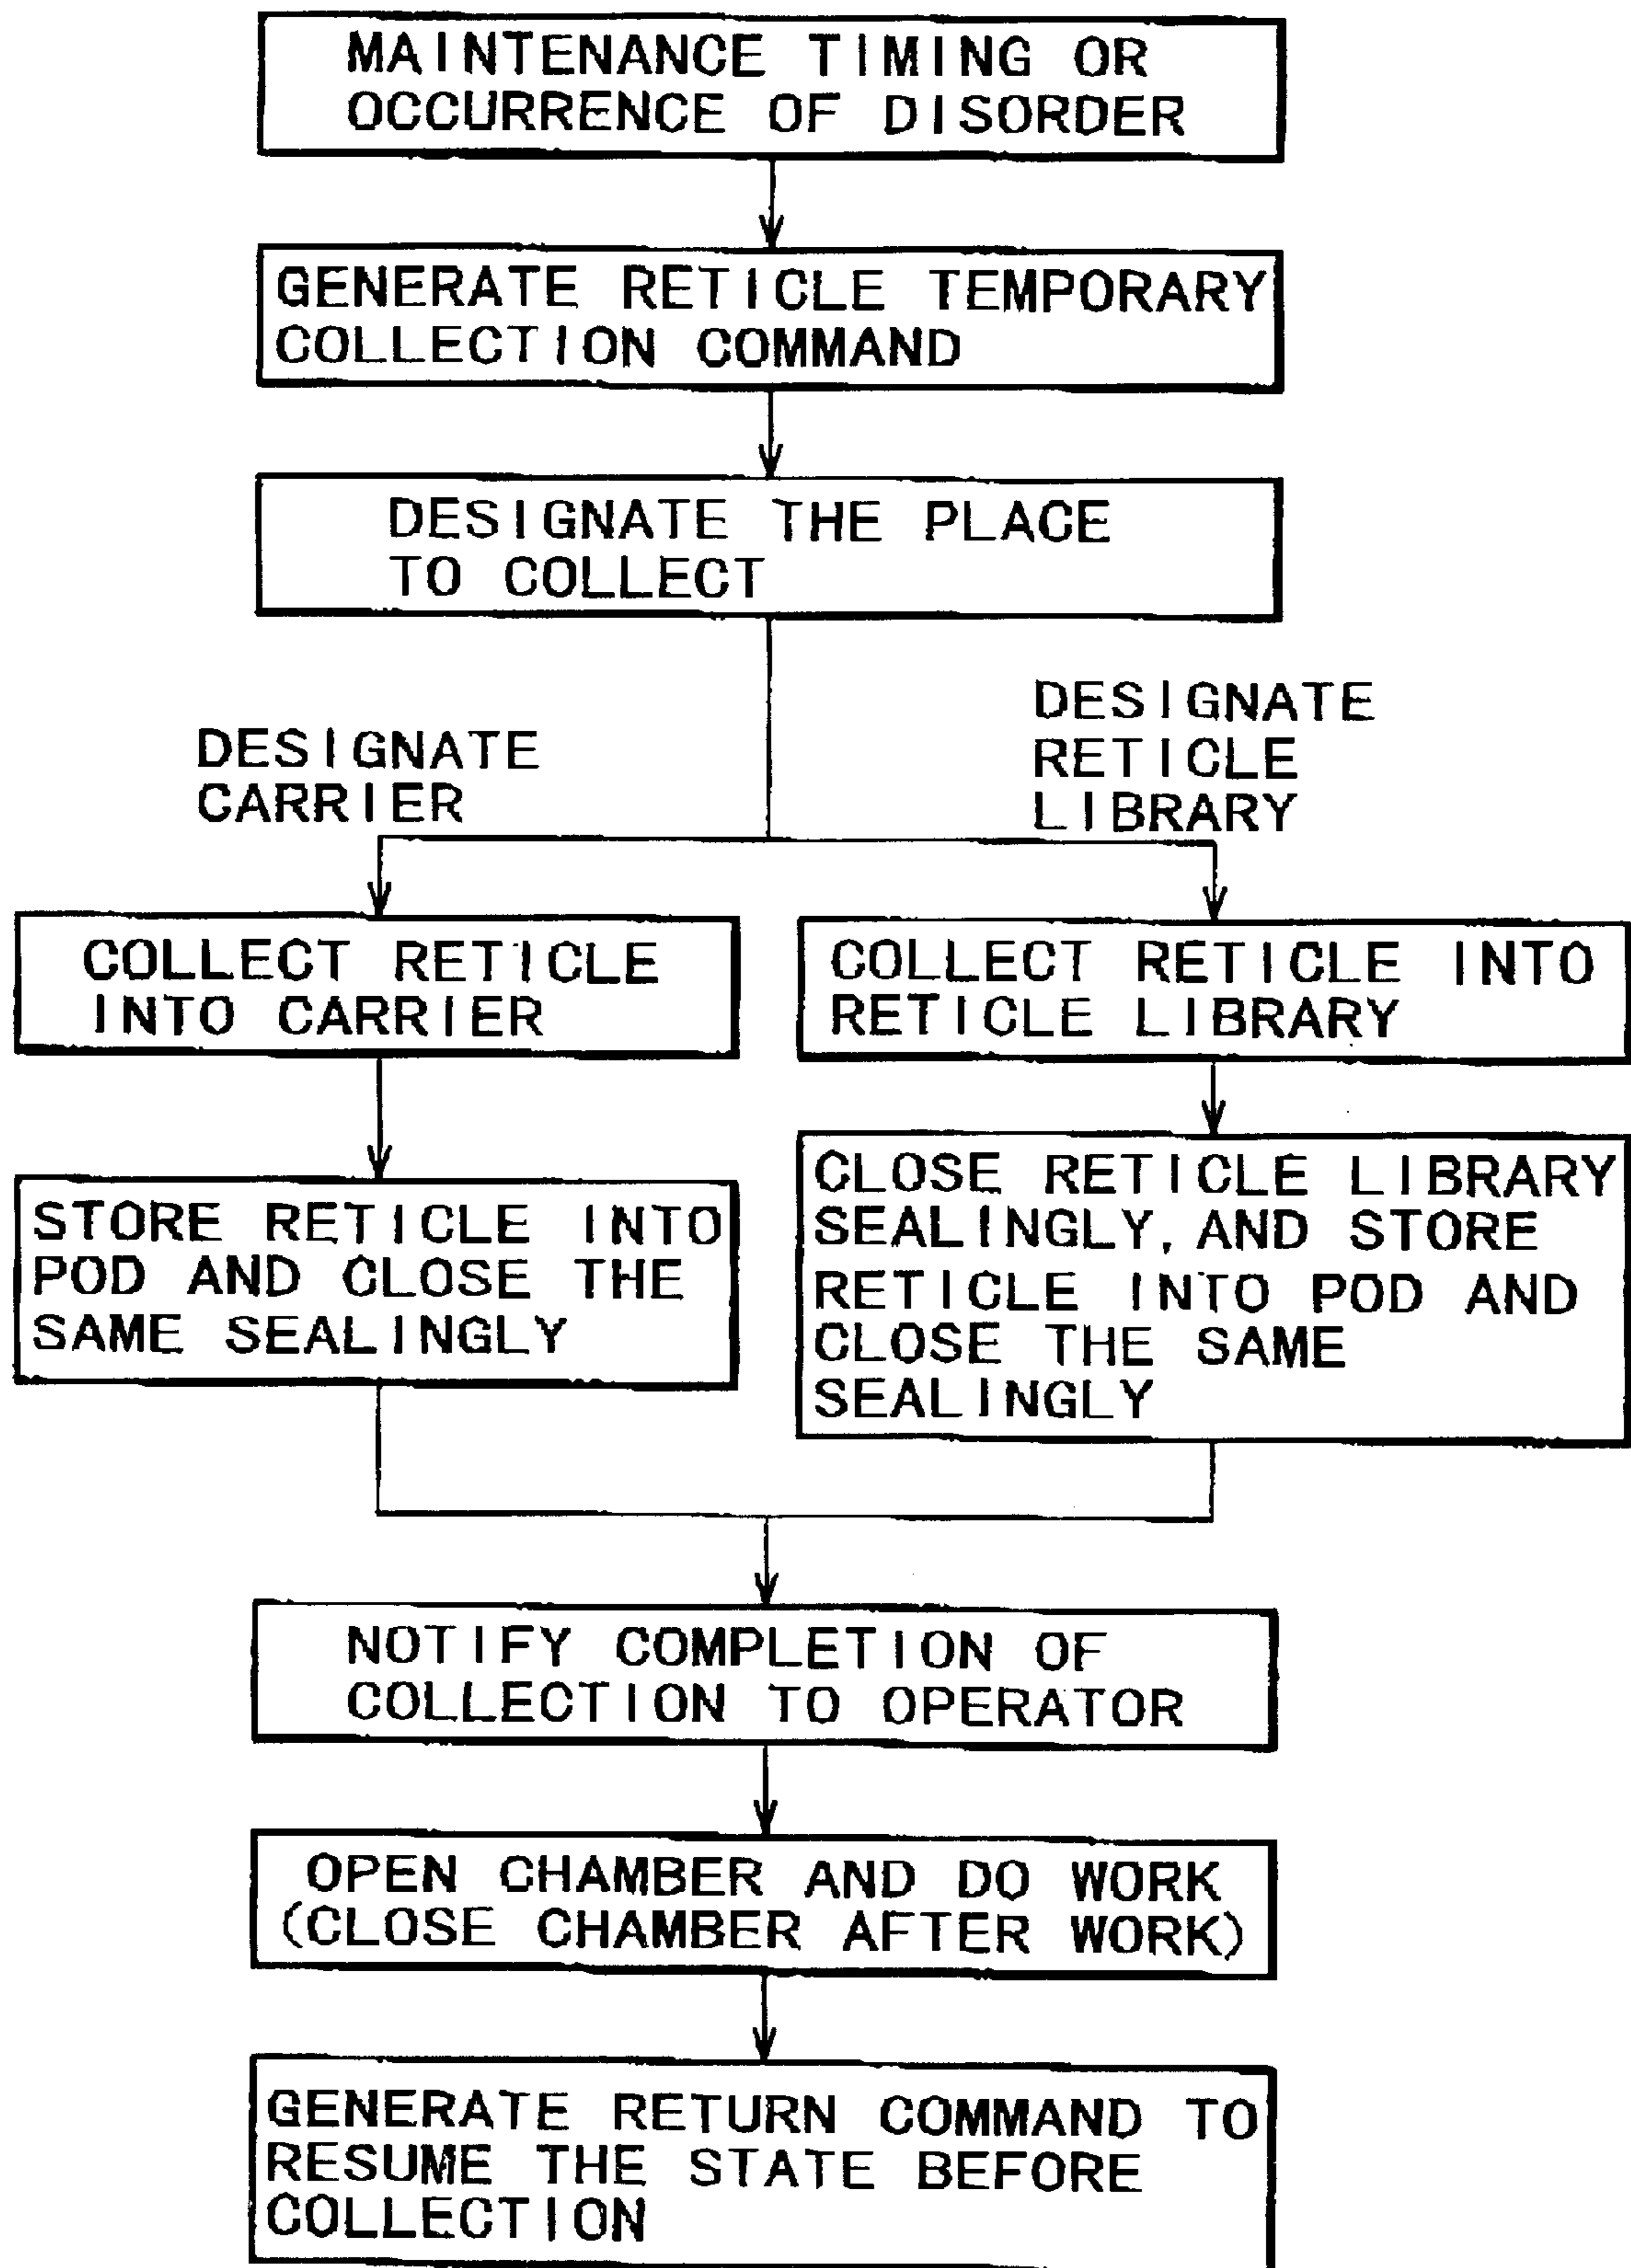 MAINTENANCE TIMING OR
OCCURRENCE OF DISORDER
GENERATE RETICLE TEMPORARY
COLLECTION COMMAND
DESIGNATE THE PLACE
TO COLLECT
DESIGNATE
CARRIER
DESIGNATE
RETICLE
LIBRARY
COLLECT RETICLE
INTO CARRIER
COLLECT RETICLE INTO
RETICLE LIBRARY
STORE RETICLE INTO
POD AND CLOSE THE
SAME SEALINGLY
CLOSE RETICLE LIBRARY
SEALINGLY, AND STORE
RETICLE INTO POD AND
CLOSE THE SAME
SEALINGLY
NOTIFY COMPLETION OF
COLLECTION TO OPERATOR
OPEN CHAMBER AND DO WORK
(CLOSE CHAMBER AFTER WORK)
GENERATE RETURN COMMAND TO
RESUME THE STATE BEFORE
COLLECTION